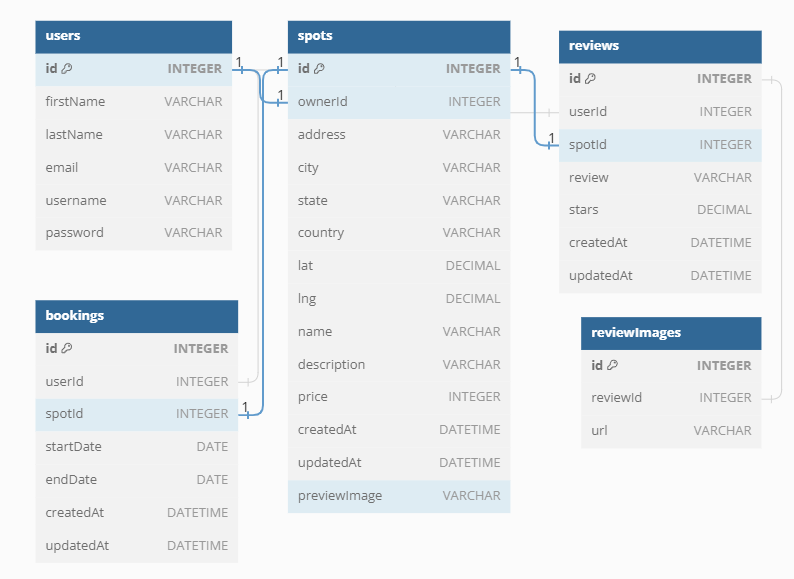 users
id INTEGER
firstName VARCHAR
lastName VARCHAR
email VARCHAR
username VARCHAR
password VARCHAR
1
1
1
spots
id INTEGER
ownerId INTEGER
address VARCHAR
city VARCHAR
state VARCHAR
country VARCHAR
lat DECIMAL
lng DECIMAL
name VARCHAR
description VARCHAR
price INTEGER
createdAt DATETIME
updatedAt DATETIME
previewImage VARCHAR
1
1
reviews
id INTEGER
userId INTEGER
spotId INTEGER
review VARCHAR
stars DECIMAL
createdAt DATETIME
updatedAt DATETIME
bookings
id INTEGER
userId INTEGER
spotId INTEGER
startDate DATE
endDate DATE
createdAt DATETIME
updatedAt DATETIME
1
reviewImages
id INTEGER
reviewId INTEGER
url VARCHAR